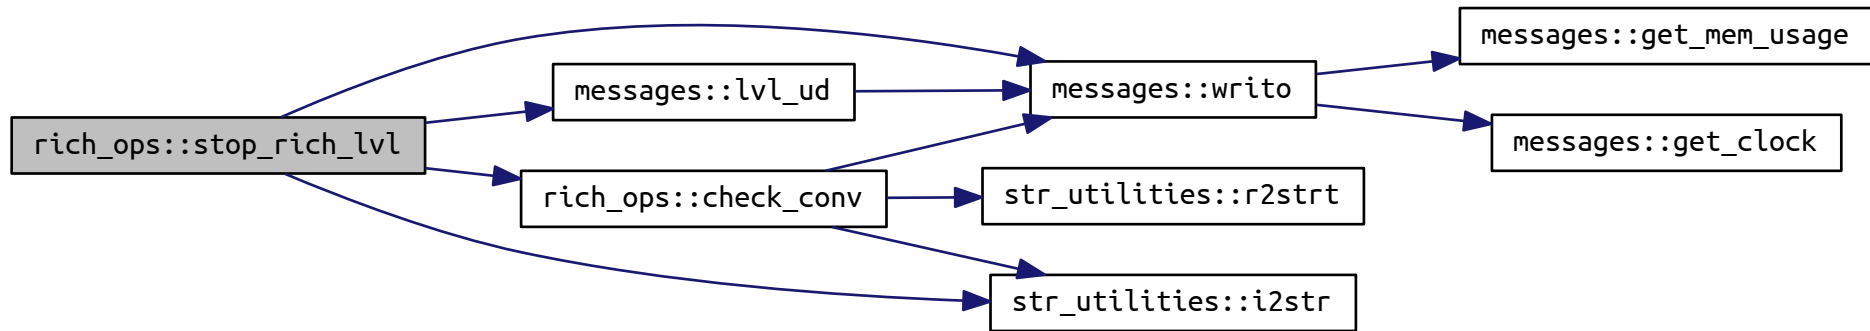 rich_ops::stop_rich_lvl
messages::lvl_ud
rich_ops::check_conv
messages::writo
str_utilities::r2strt
str_utilities::i2str
messages::get_mem_usage
messages::get_clock